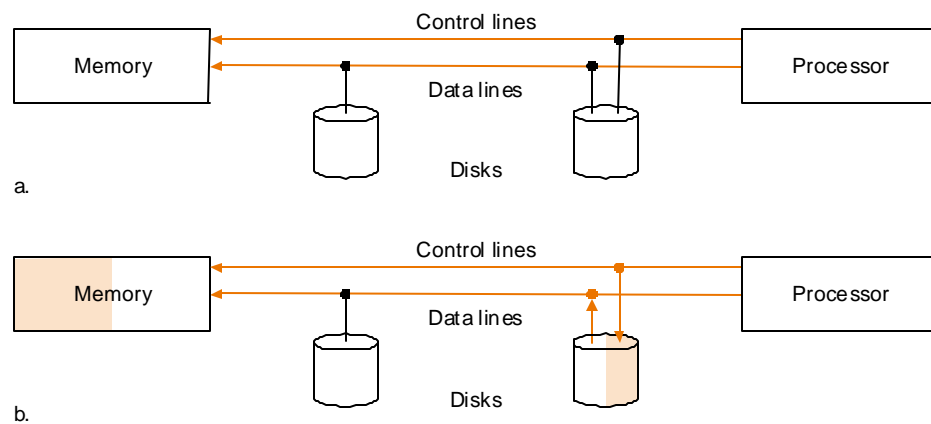 Control lines
Memory
Processor
Data lines
Disks
a.
Control lines
Memory
Processor
Data lines
Disks
b.